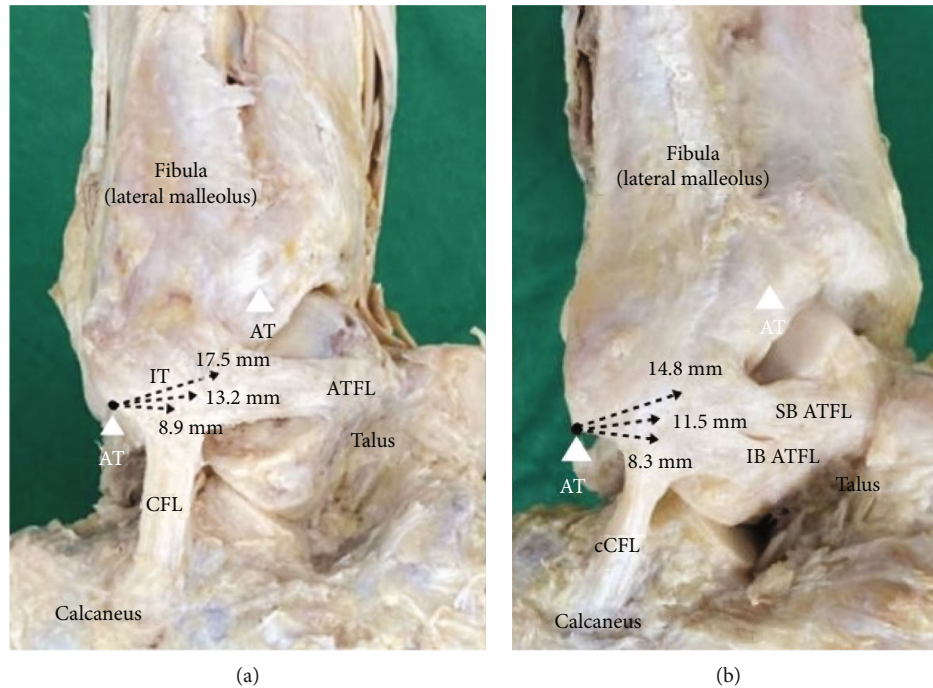 Fibula
(lateral malleolus)
AT
17.5 mm
IT
13.2 mm
ATFL
8.9 mm
Talus
AT
CFL
Calcaneus
(a)
Fibula
(lateral malleolus)
AT
14.8 mm
SB ATFL
11.5 mm
IB ATFL
8.3 mm
AT
Talus
cCFL
Calcaneus
(b)